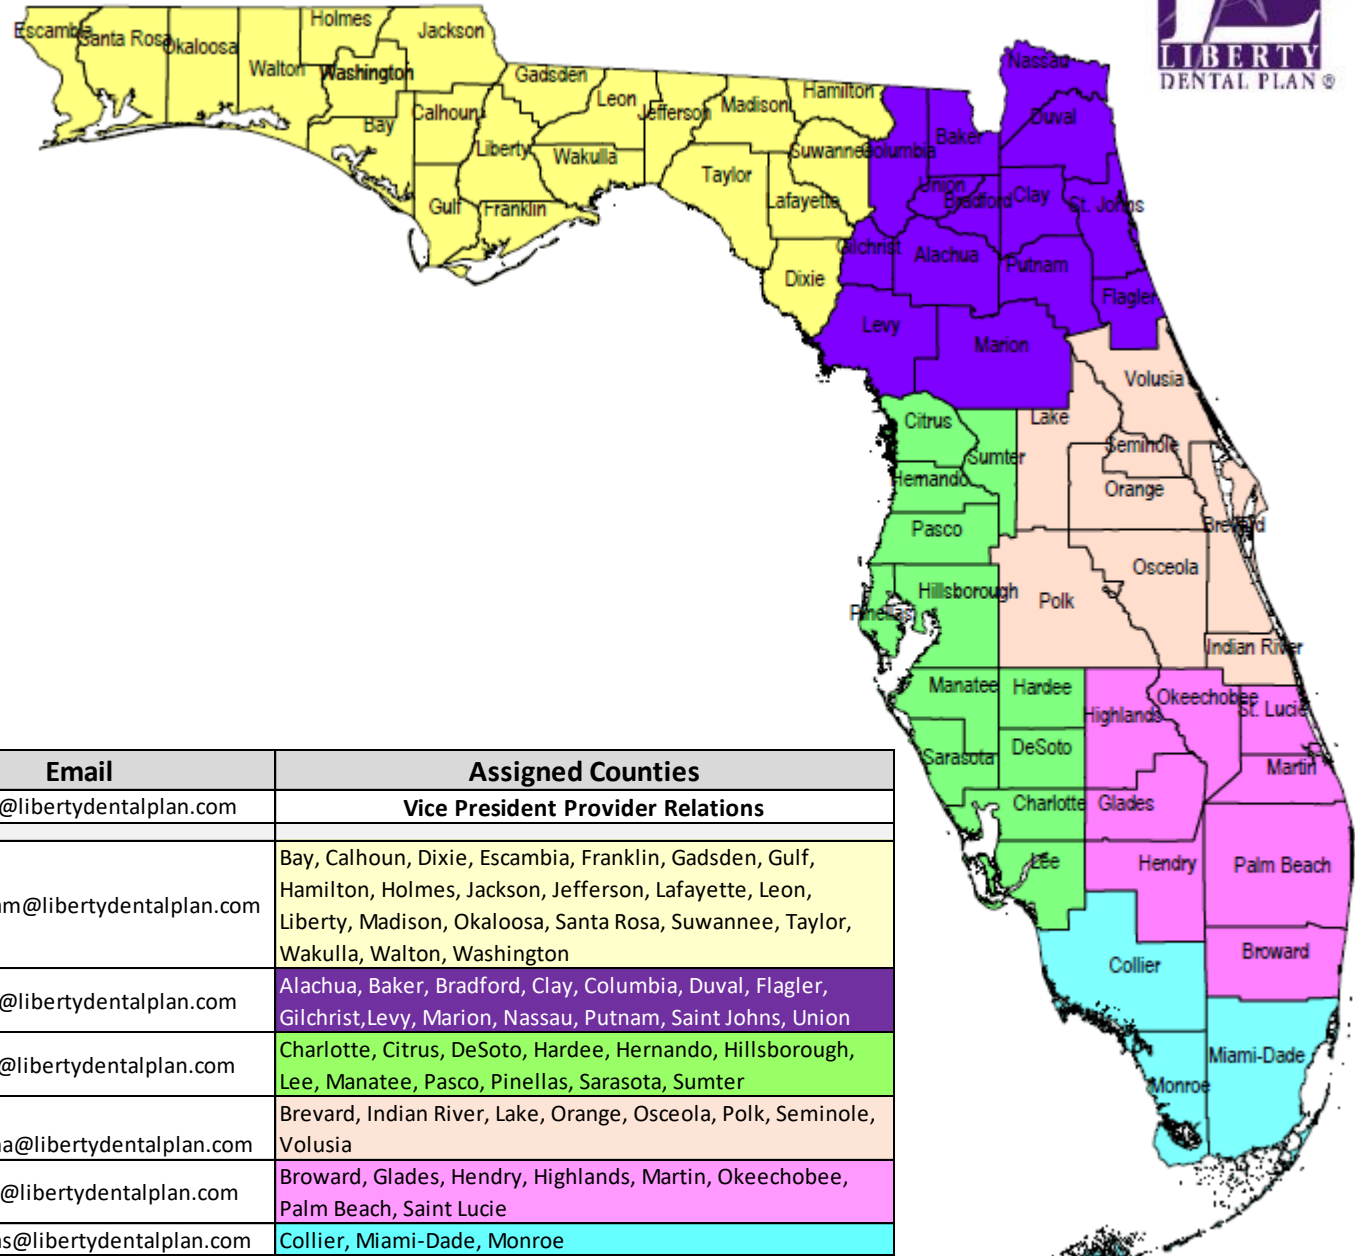 LIBERTY
DENTAL PLAN ®
Escambia
Santa Rosa
Okaloosa
Walton
Holmes
Washington
Jackson
Bay
Calhoun
Gulf
Liberty
Gadsden
Franklin
Leon
Wakulla
Jefferson
Madison
Taylor
Hamilton
Suwannee
Lafayette
Dixie
Columbia
Baker
Nassau
Duval
Union
Bradford
Clay
St. Johns
Gilchrist
Alachua
Putnam
Flagler
Levy
Marion
Volusia
Citrus
Sumter
Lake
Seminole
Hernando
Orange
Pasco
Brevard
Osceola
Hillsborough
Polk
Pinellas
Indian River
Manatee
Hardee
Highlands
Okeechobee
St. Lucie
Sarasota
DeSoto
Martin
Charlotte
Glades
Lee
Hendry
Palm Beach
Collier
Broward
Miami-Dade
Monroe
Email
Assigned Counties
@libertydentalplan.com
Vice President Provider Relations
am@libertydentalplan.com
Bay, Calhoun, Dixie, Escambia, Franklin, Gadsden, Gulf,
Hamilton, Holmes, Jackson, Jefferson, Lafayette, Leon,
Liberty, Madison, Okaloosa, Santa Rosa, Suwannee, Taylor,
Wakulla, Walton, Washington
@libertydentalplan.com
Alachua, Baker, Bradford, Clay, Columbia, Duval, Flagler,
Gilchrist,Levy, Marion, Nassau, Putnam, Saint Johns, Union
@libertydentalplan.com
Charlotte, Citrus, DeSoto, Hardee, Hernando, Hillsborough,
Lee, Manatee, Pasco, Pinellas, Sarasota, Sumter
na@libertydentalplan.com
Brevard, Indian River, Lake, Orange, Osceola, Polk, Seminole,
Volusia
@libertydentalplan.com
Broward, Glades, Hendry, Highlands, Martin, Okeechobee,
Palm Beach, Saint Lucie
as@libertydentalplan.com
Collier, Miami-Dade, Monroe